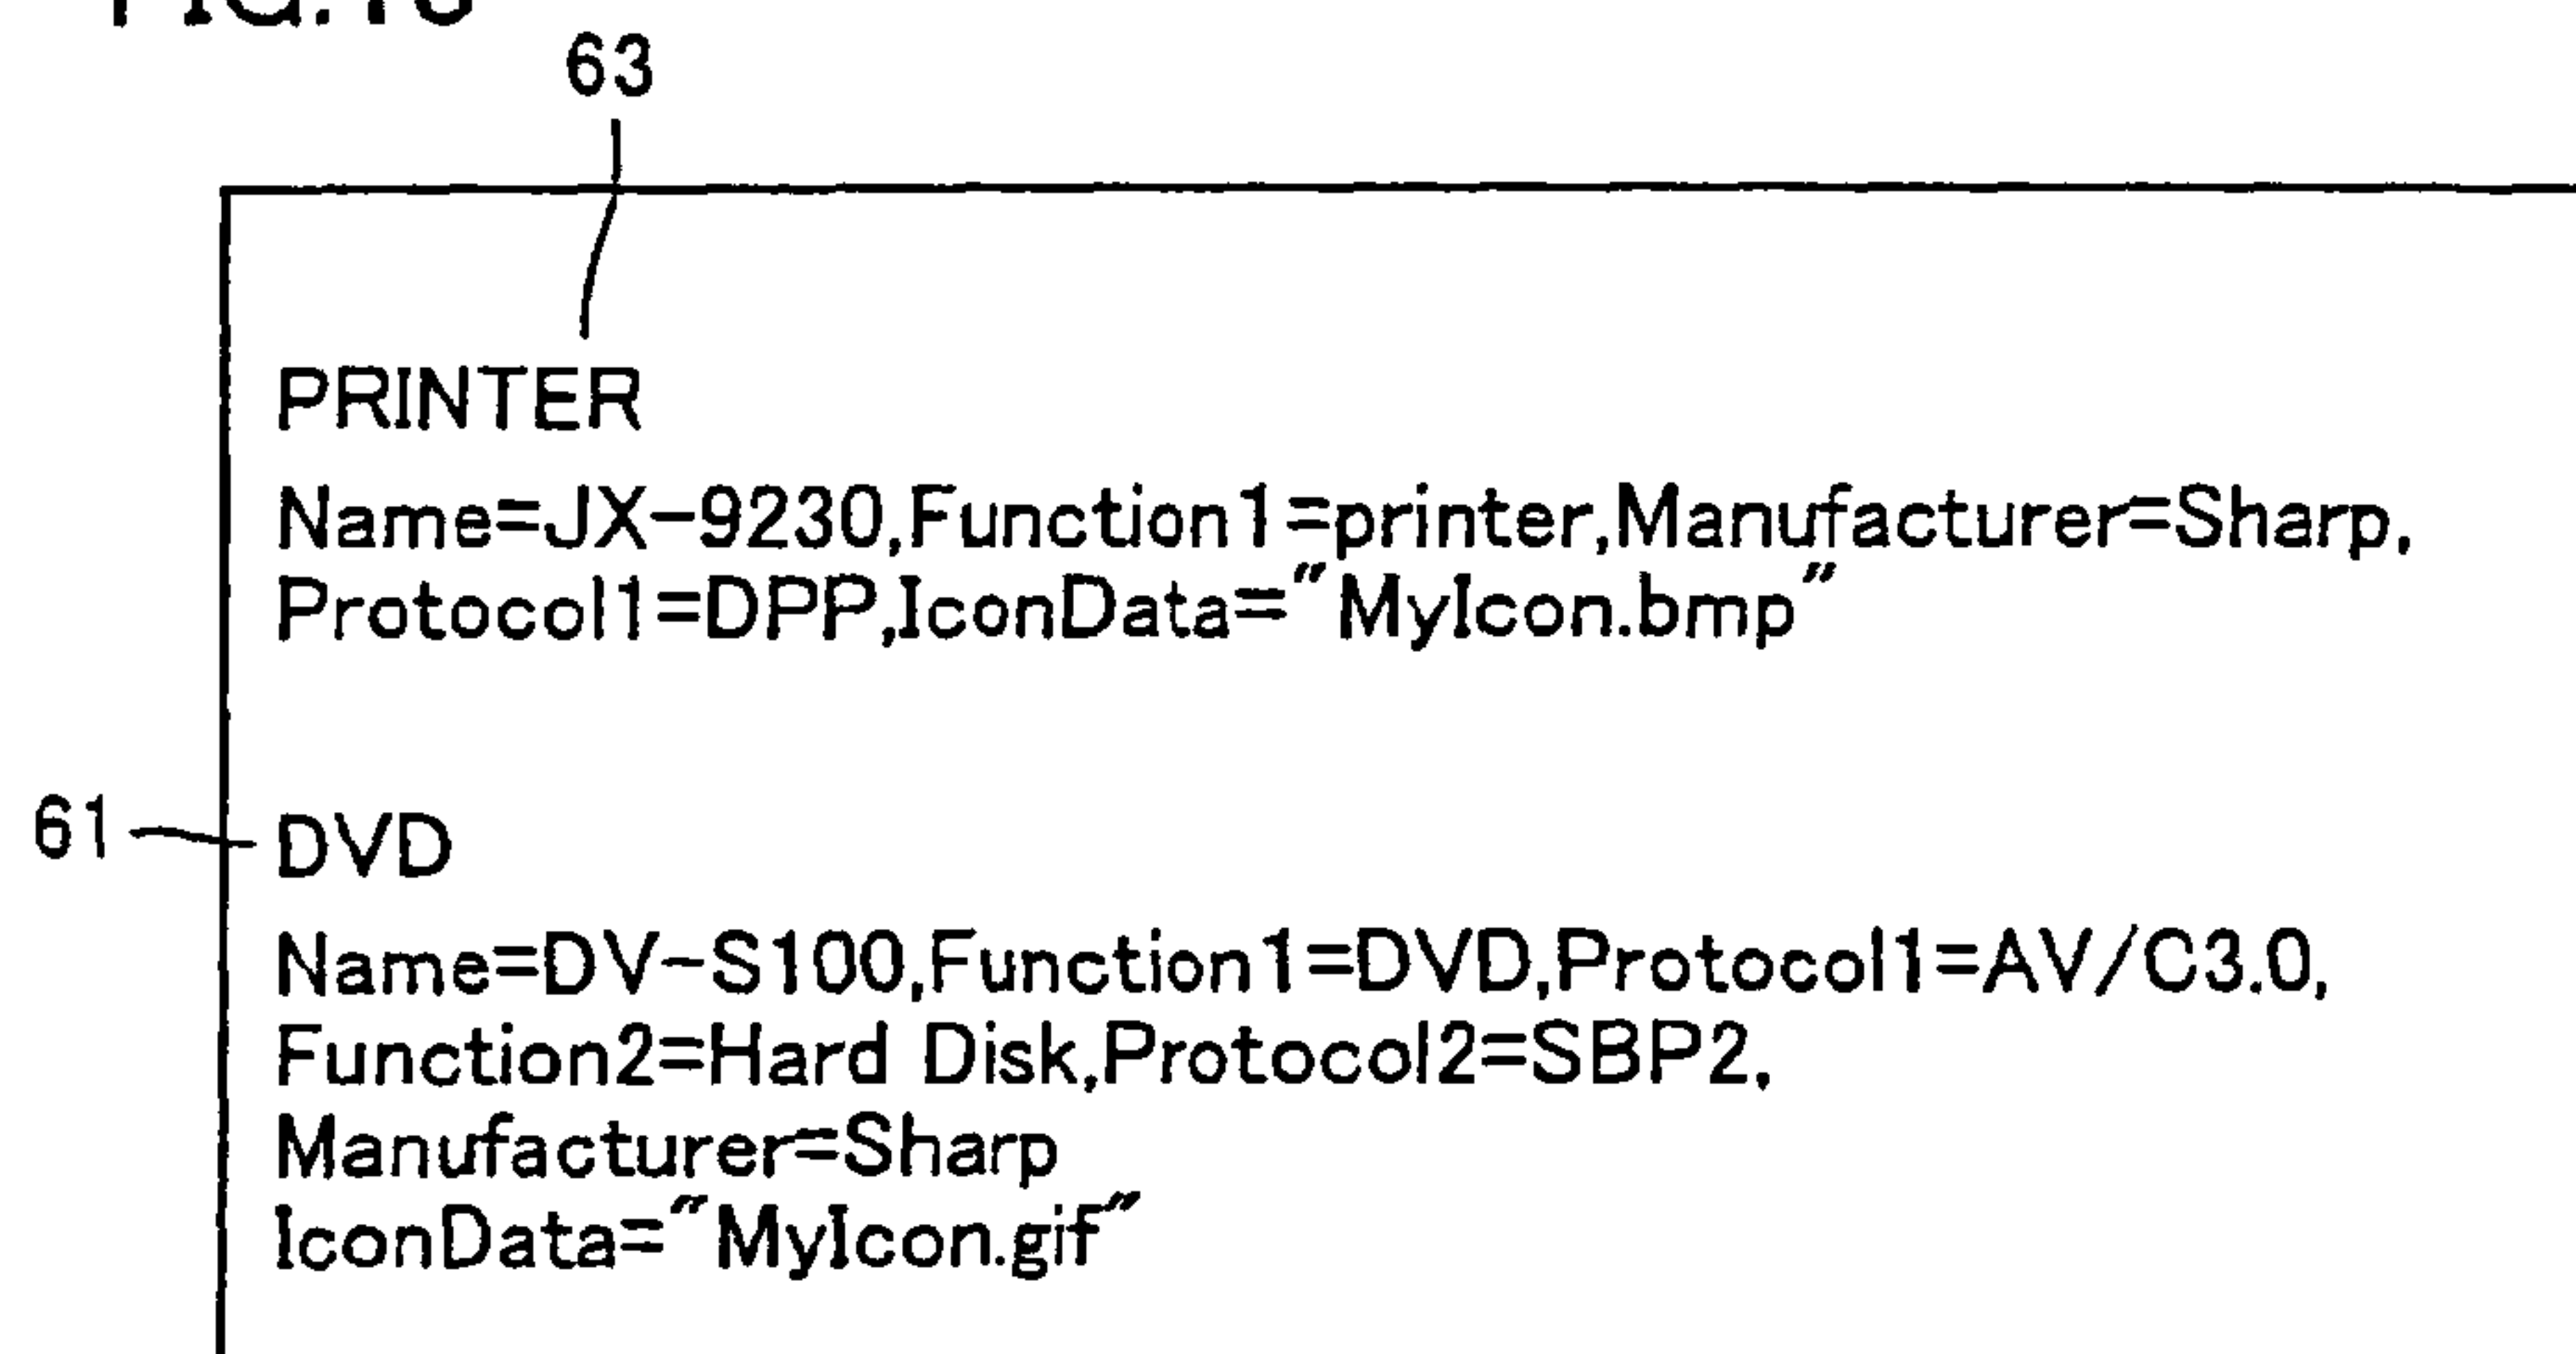 63
PRINTER
Name=JX-9230,Function1=printer,Manufacturer=Sharp,
Protocol1=DPP,IconData="MyIcon.bmp"
61
DVD
Name=DV-S100,Function1=DVD,Protocol1=AV/C3.0,
Function2=Hard Disk,Protocol2=SBP2,
Manufacturer=Sharp
IconData="MyIcon.gif"